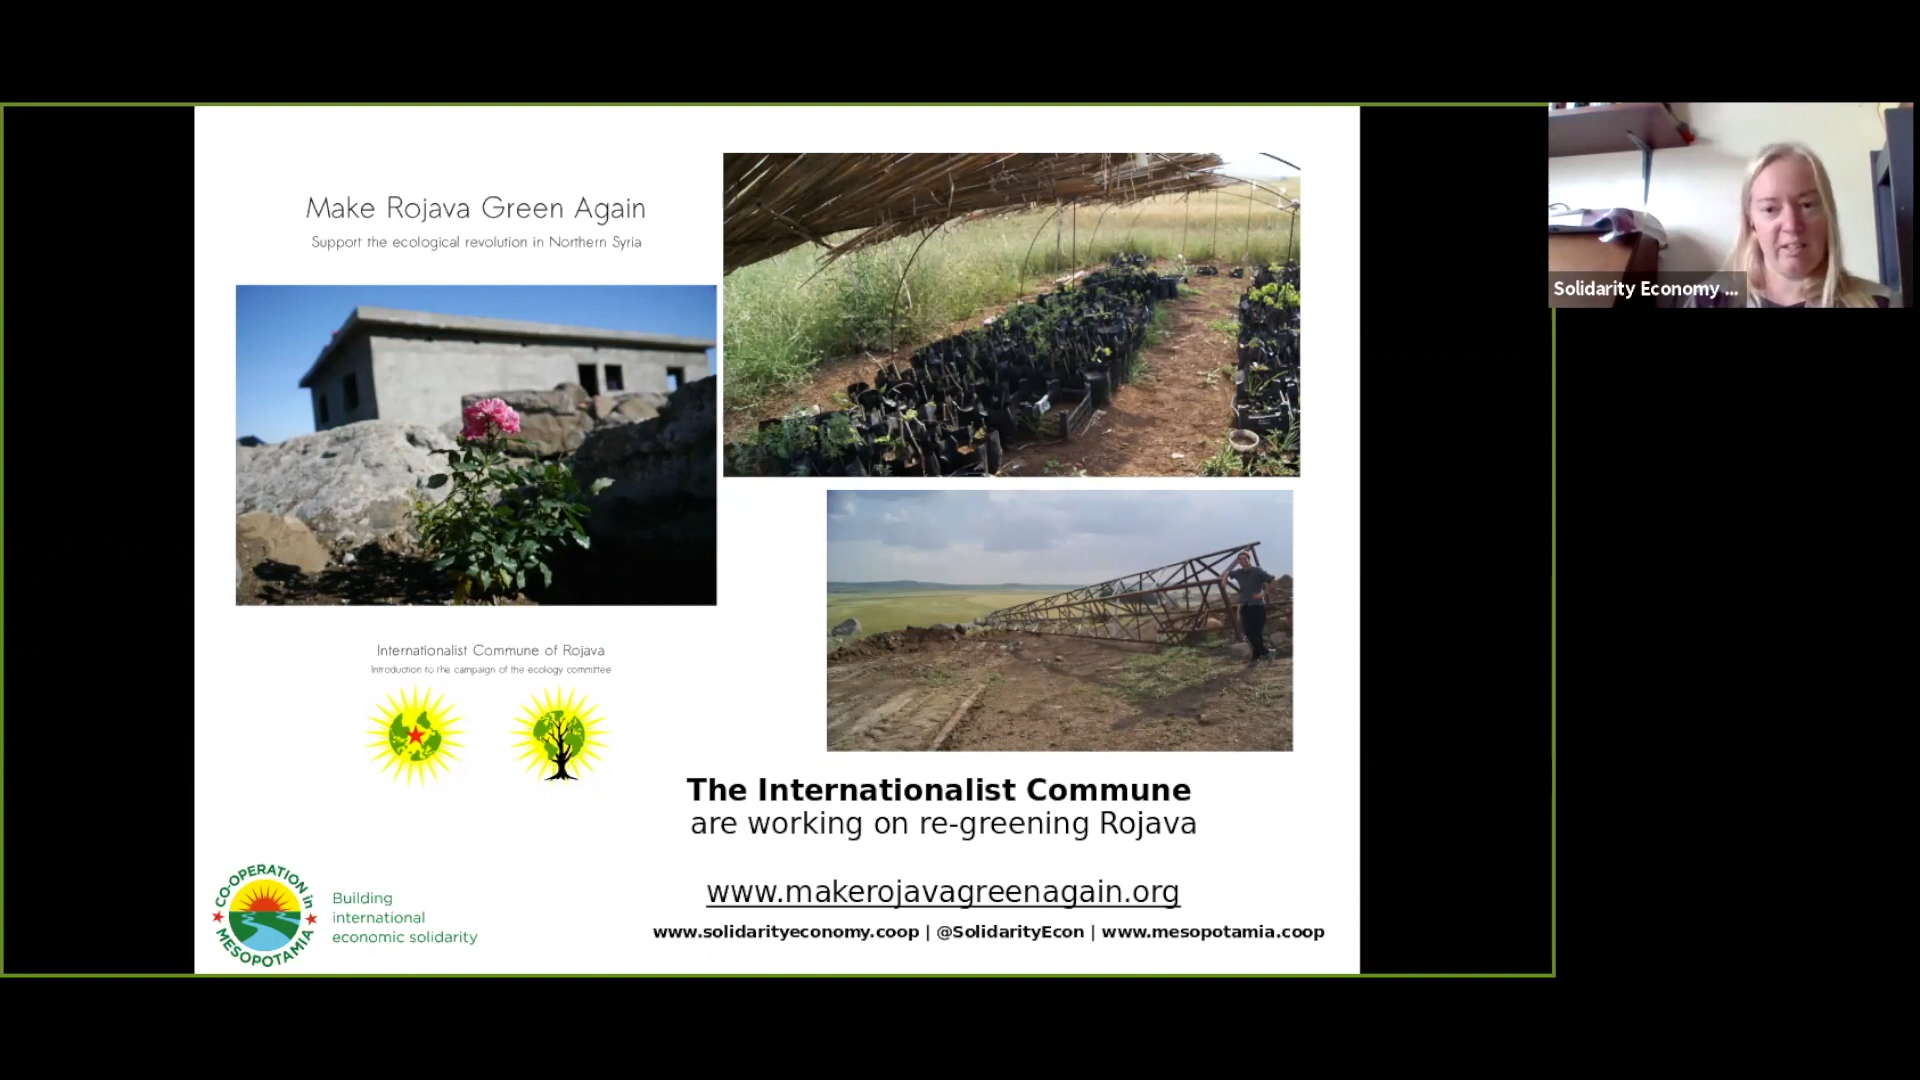 Make Rojava Green Again
Support the ecological revolution in Northern Syria
Solidarity Economy ...
Internationalist Commune of Rojava
Introduction to the campaign of the ecology committee
The Internationalist Commune
are working on re-greening Rojava
CO-OPERATION in
MESOPOTAMIA
Building
international
economic solidarity
www.makerojavagreenagain.org
www.solidarityeconomy.coop | @SolidarityEcon | www.mesopotamia.coop